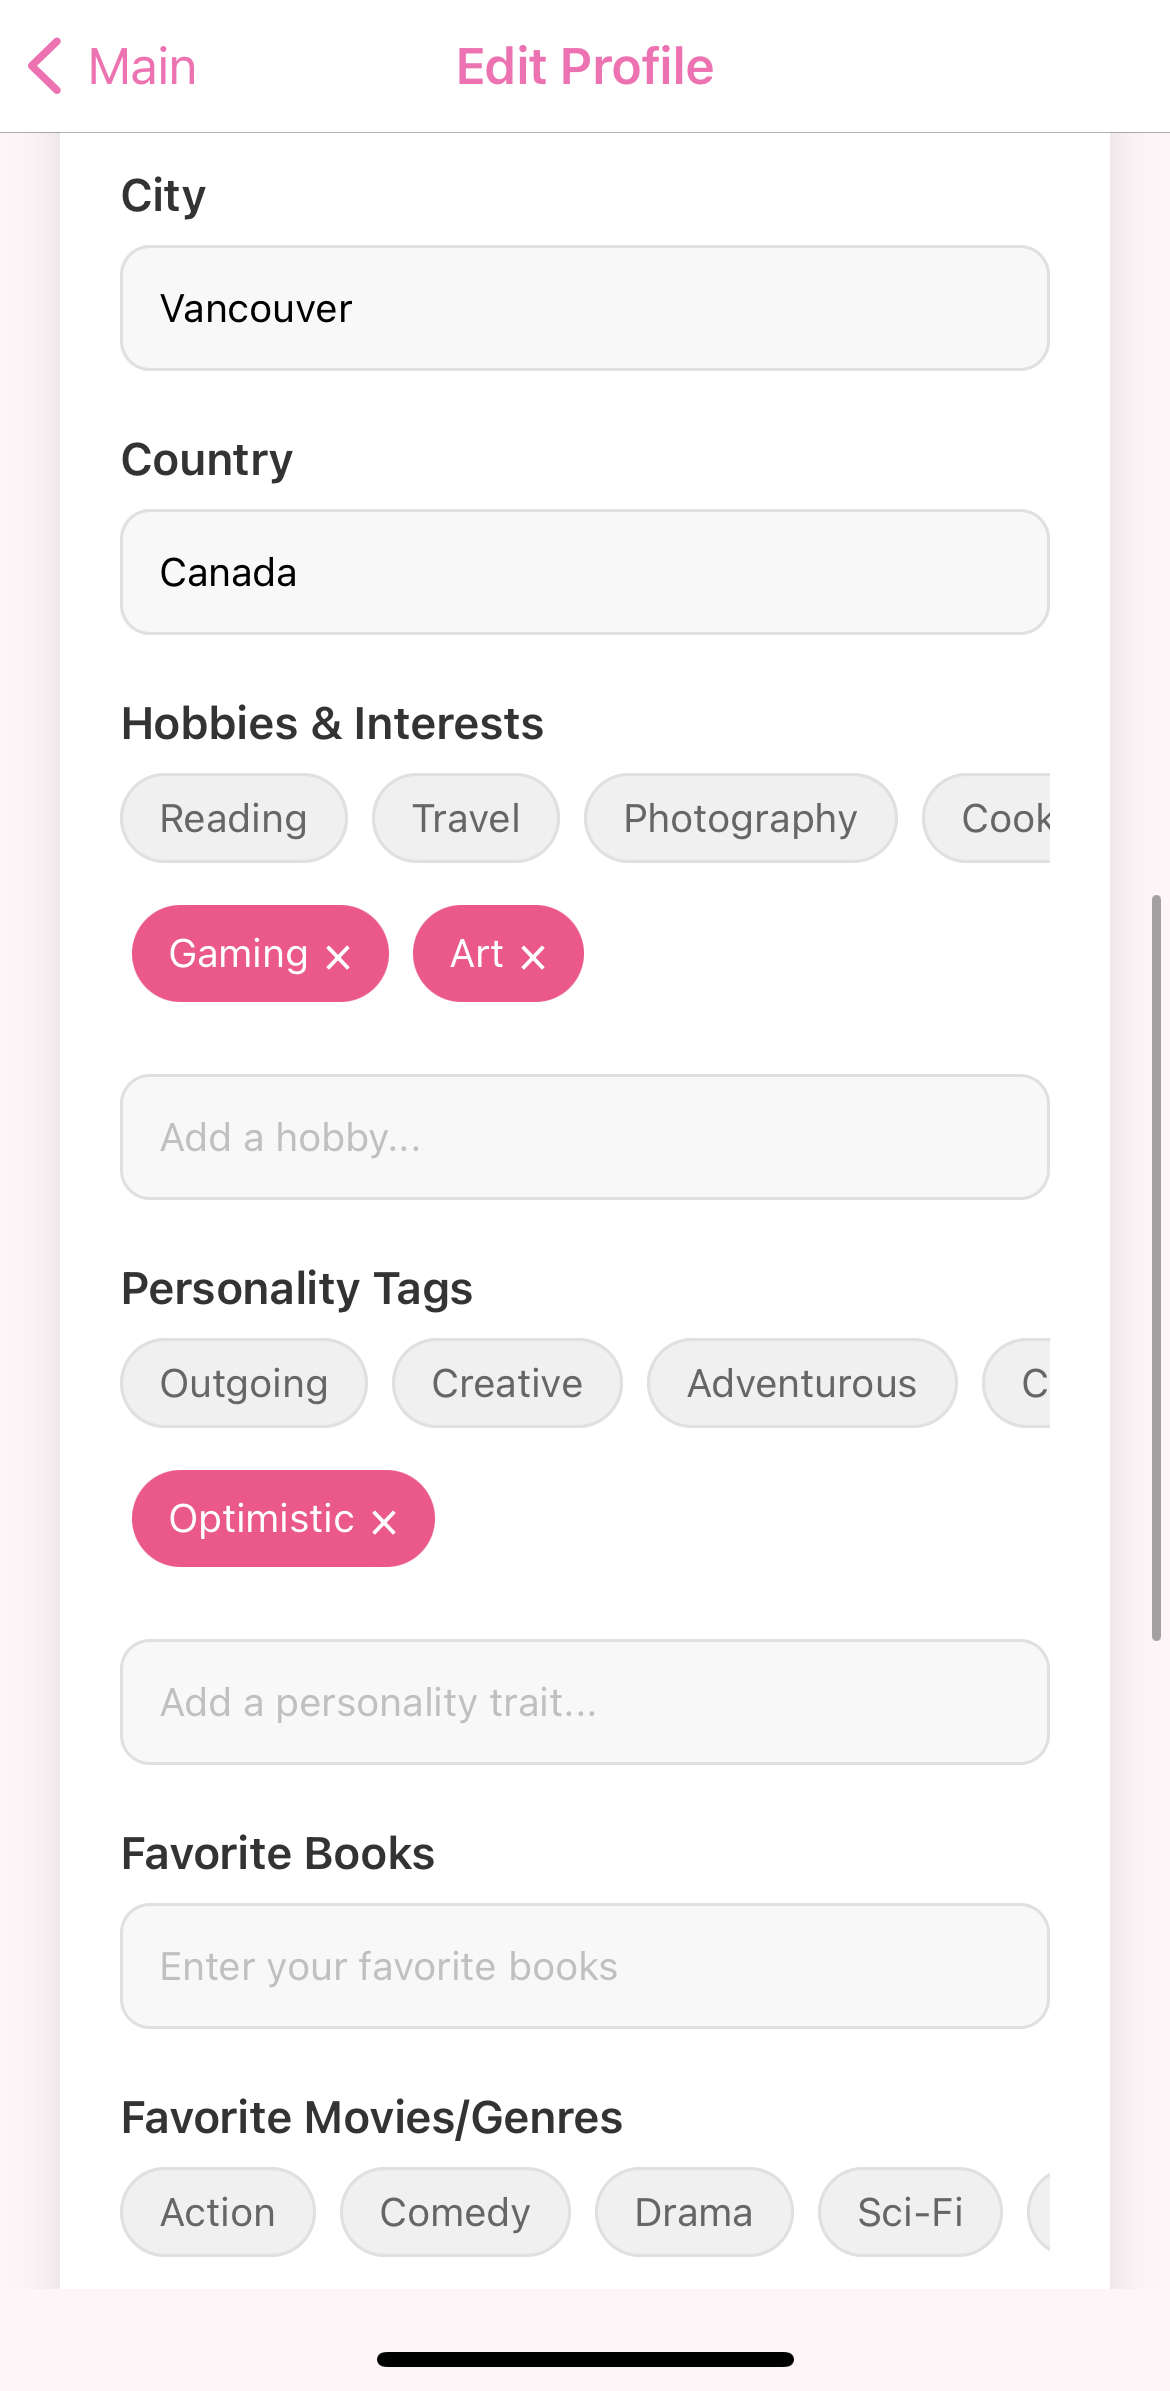 Main Edit Profile
City
Vancouver
Country
Canada
Hobbies & Interests
Reading Travel Photography Cook
Gaming × Art ×
Add a hobby...
Personality Tags
Outgoing Creative Adventurous C
Optimistic ×
Add a personality trait...
Favorite Books
Enter your favorite books
Favorite Movies/Genres
Action Comedy Drama Sci-Fi